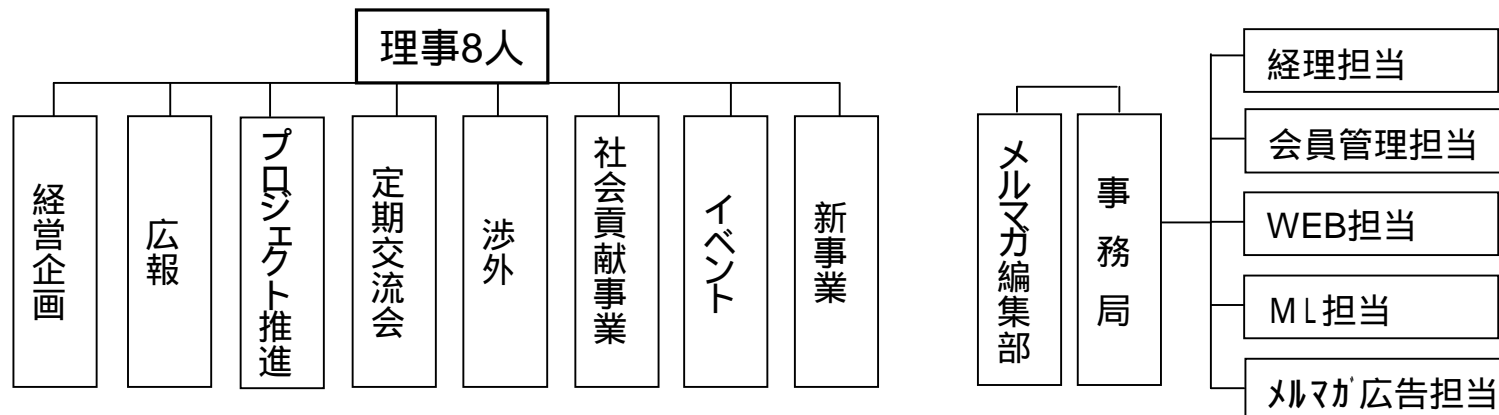 理事8人
経営企画
広報
プロジェクト推進
定期交流会
渉外
社会貢献事業
イベント
新事業
メルマガ編集部
事務局
経理担当
会員管理担当
WEB担当
ML担当
ﾒﾙﾏｶﾞ広告担当